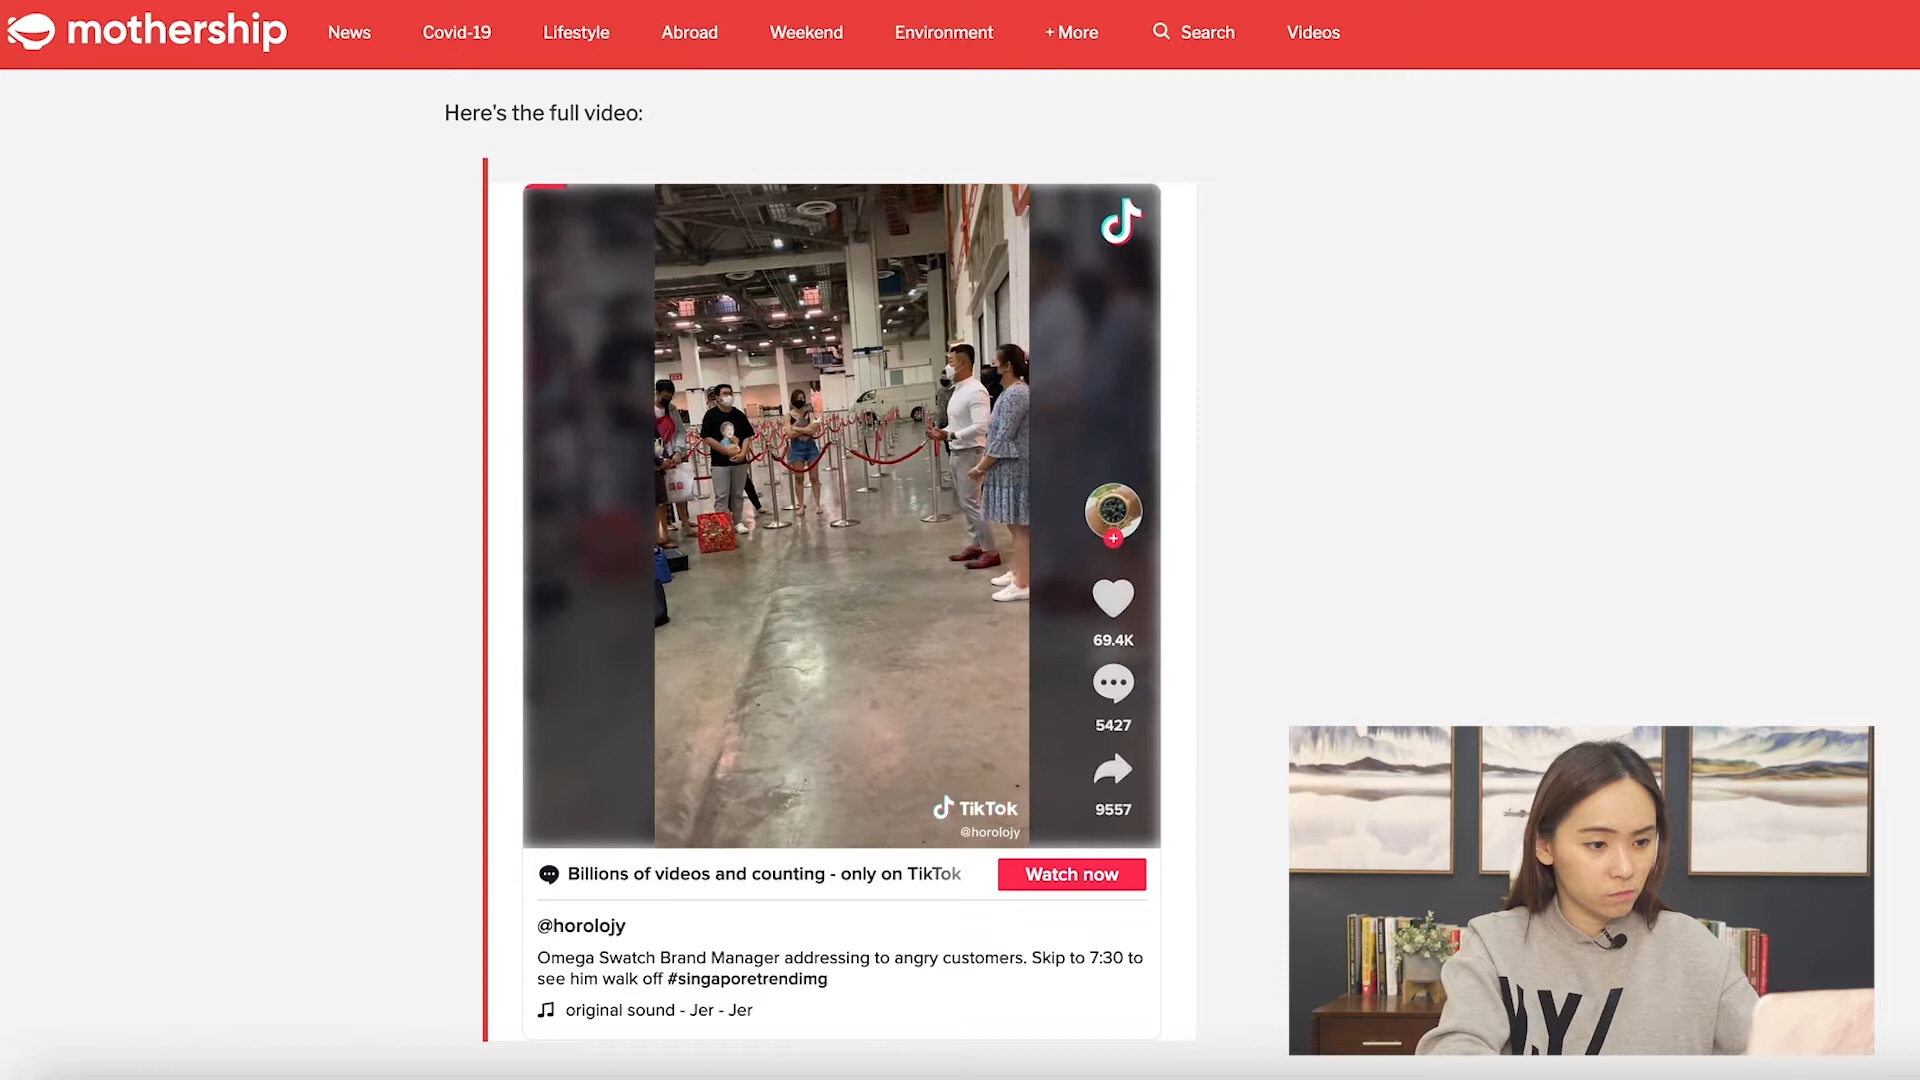 mothership
News
Covid-19
Lifestyle
Abroad
Weekend
Environment
+ More
Search
Videos
Here's the full video:
69.4K
5427
9557
TikTok
@horolojy
Billions of videos and counting - only on TikTok
Watch now
@horolojy
Omega Swatch Brand Manager addressing to angry customers. Skip to 7:30 to
see him walk off #singaporetrendimg
original sound - Jer - Jer